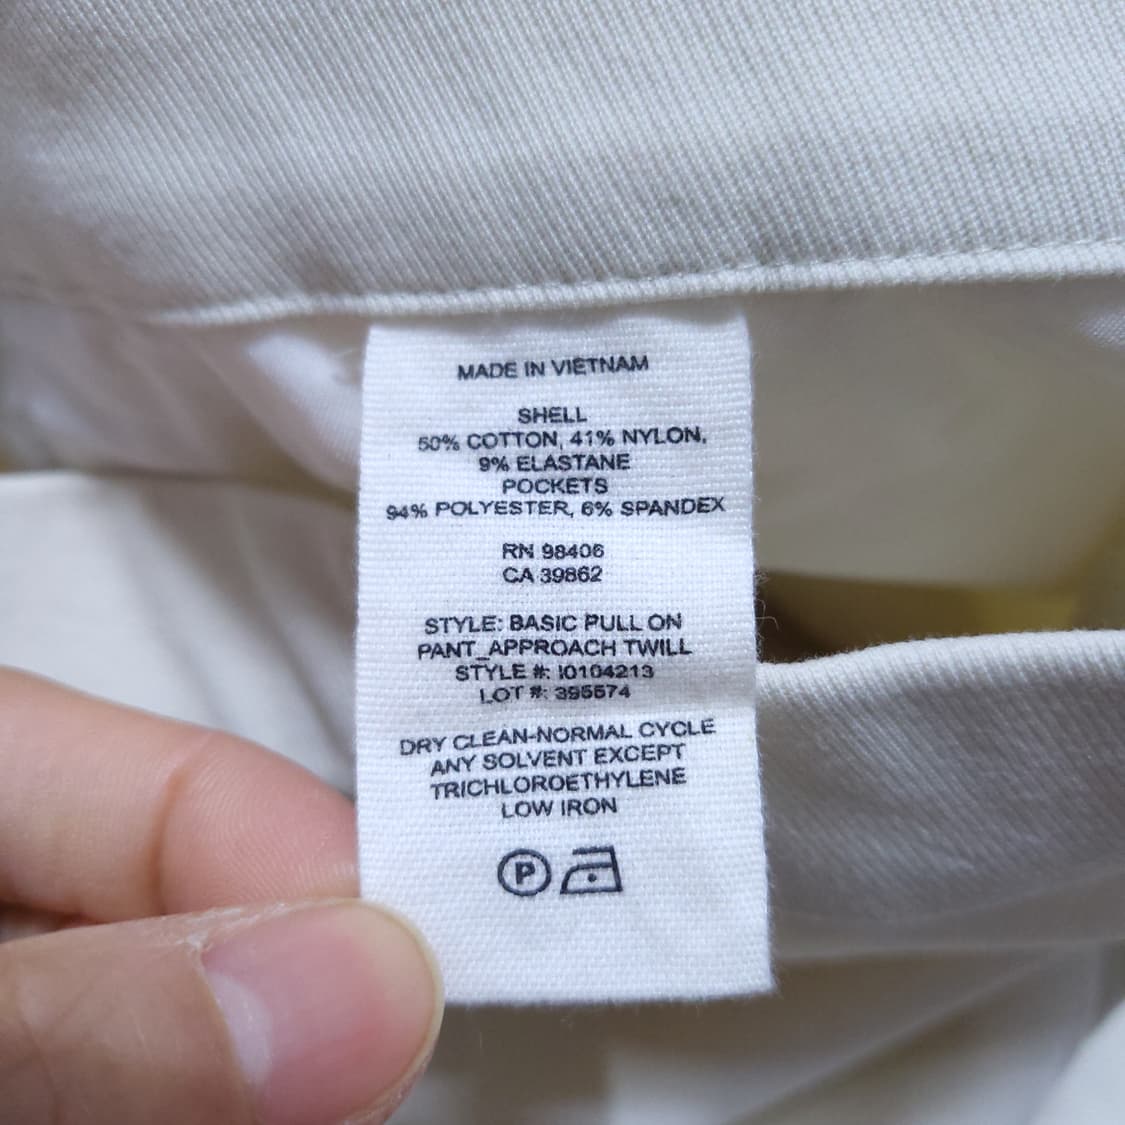 MADE IN VIETNAM
SHELL
50% COTTON, 41% NYLON,
9% ELASTANE
POCKETS
94% POLYESTER, 6% SPANDEX
RN 98406
CA 39862
STYLE: BASIC PULL ON
PANT_APPROACH TWILL
STYLE #: I0104213
LOT #: 395574
DRY CLEAN-NORMAL CYCLE
ANY SOLVENT EXCEPT
TRICHLOROETHYLENE
LOW IRON
P